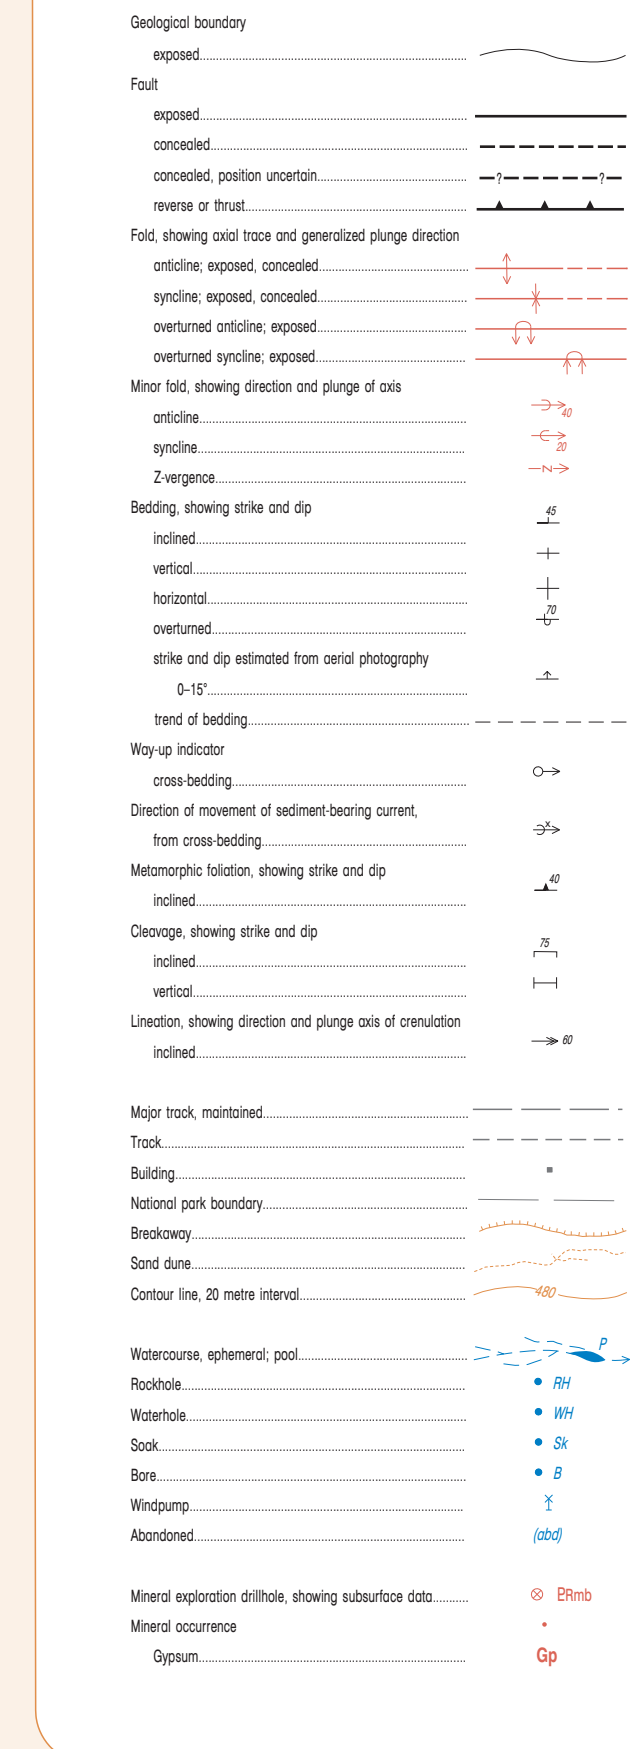 Geological boundary
exposed
Fault
exposed
concealed
concealed, position uncertain ? ?
reverse or thrust
Fold, showing axial trace and generalized plunge direction
anticline; exposed, concealed
syncline; exposed, concealed
overturned anticline; exposed
overturned syncline; exposed
Minor fold, showing direction and plunge of axis
anticline 40
syncline 20
Z-vergence Z
Bedding, showing strike and dip
inclined 45
vertical
horizontal
overturned 70
strike and dip estimated from aerial photography
0–15°
trend of bedding
Way-up indicator
cross-bedding
Direction of movement of sediment-bearing current,
from cross-bedding x
Metamorphic foliation, showing strike and dip
inclined 40
Cleavage, showing strike and dip
inclined 75
vertical
Lineation, showing direction and plunge axis of crenulation
inclined 60
Major track, maintained
Track
Building
National park boundary
Breakaway
Sand dune
Contour line, 20 metre interval 480
Watercourse, ephemeral; pool P
Rockhole RH
Waterhole WH
Soak Sk
Bore B
Windpump
Abandoned (abd)
Mineral exploration drillhole, showing subsurface data
Mineral occurrence
Gypsum Gp